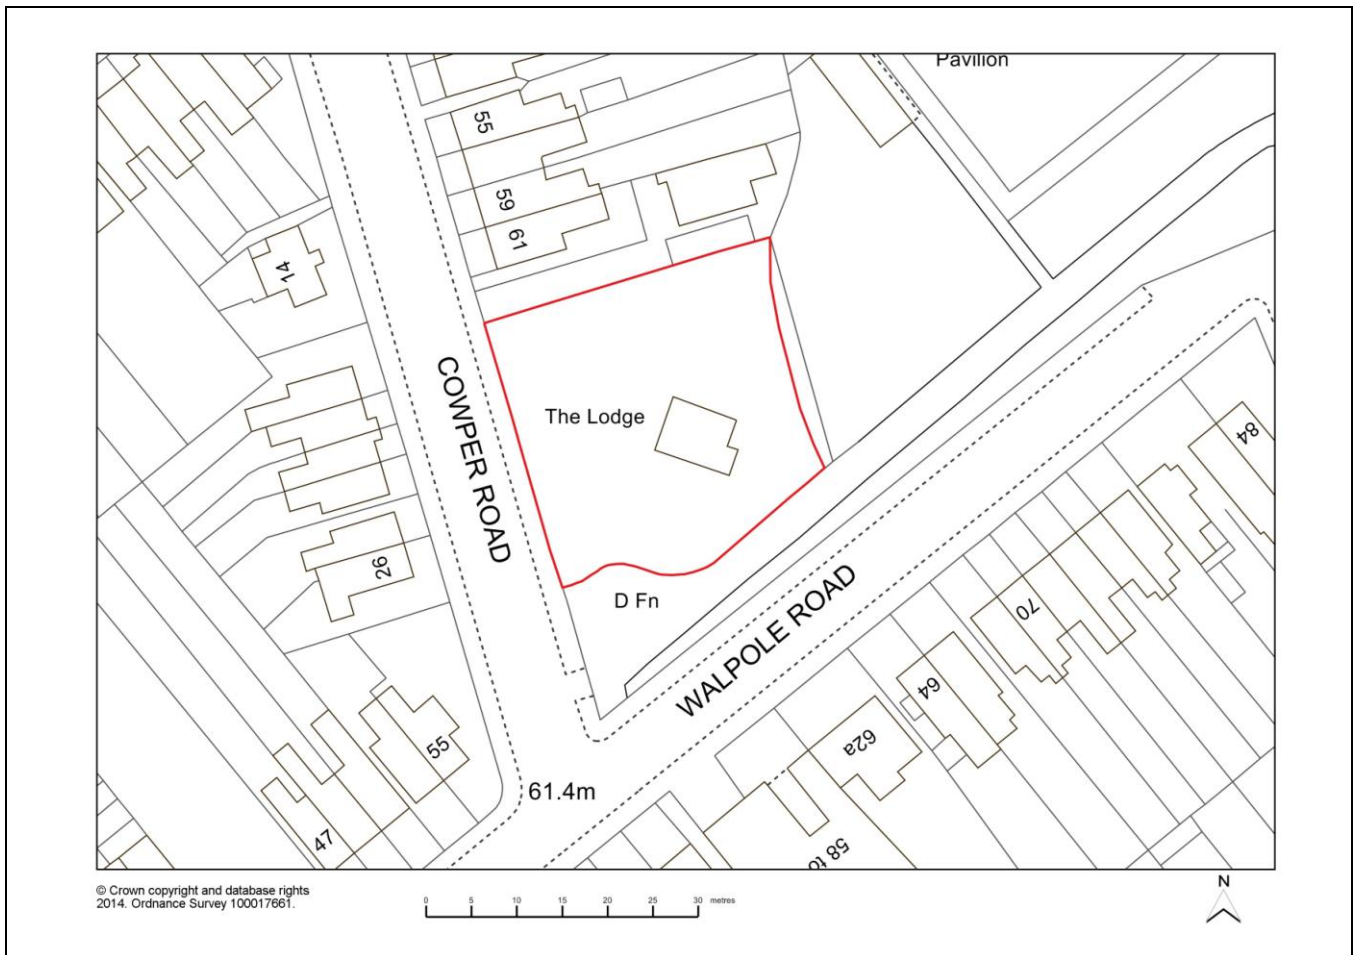 Pavilion
55
59
61
14
COWPER ROAD
The Lodge
84
26
D Fn
70
WALPOLE ROAD
64
62a
55
61.4m
47
58 to
© Crown copyright and database rights
2014. Ordnance Survey 100017661.
0 5 10 15 20 25 30 metres
N